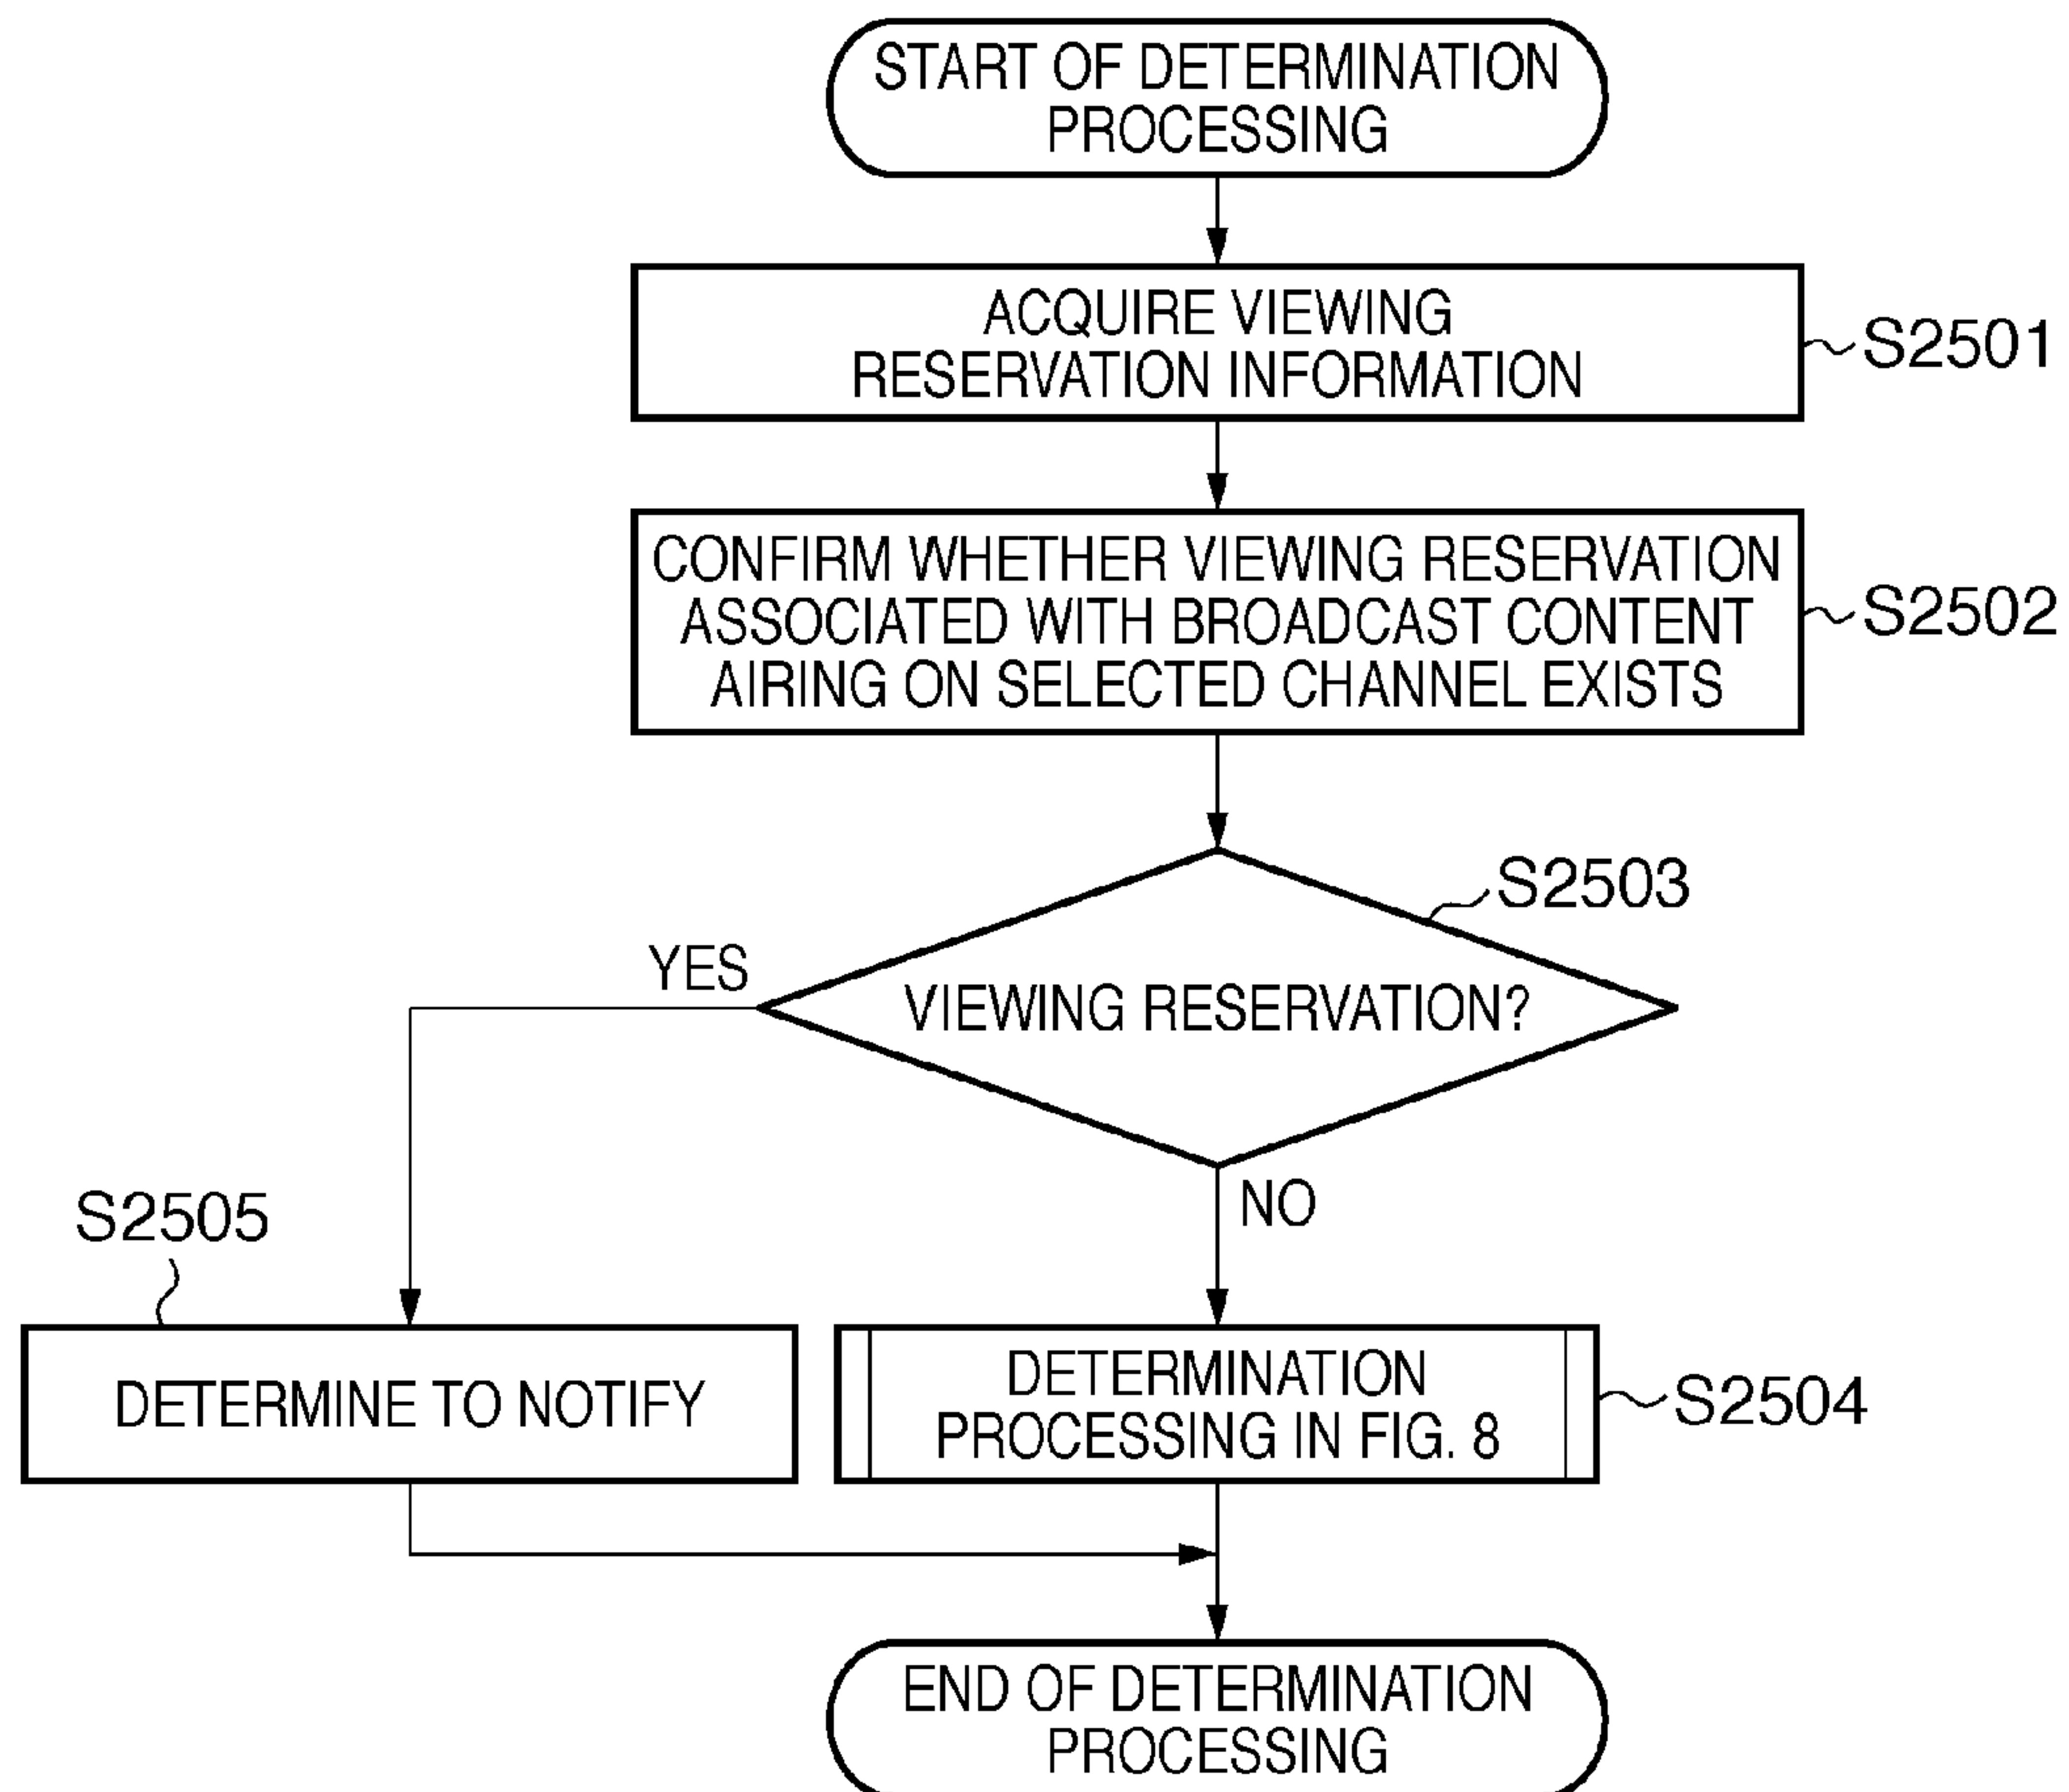 START OF DETERMINATION
PROCESSING
ACQUIRE VIEWING
RESERVATION INFORMATION
S2501
CONFIRM WHETHER VIEWING RESERVATION
ASSOCIATED WITH BROADCAST CONTENT
AIRING ON SELECTED CHANNEL EXISTS
S2502
S2503
YES
VIEWING RESERVATION?
NO
S2505
DETERMINE TO NOTIFY
DETERMINATION
PROCESSING IN FIG. 8
S2504
END OF DETERMINATION
PROCESSING